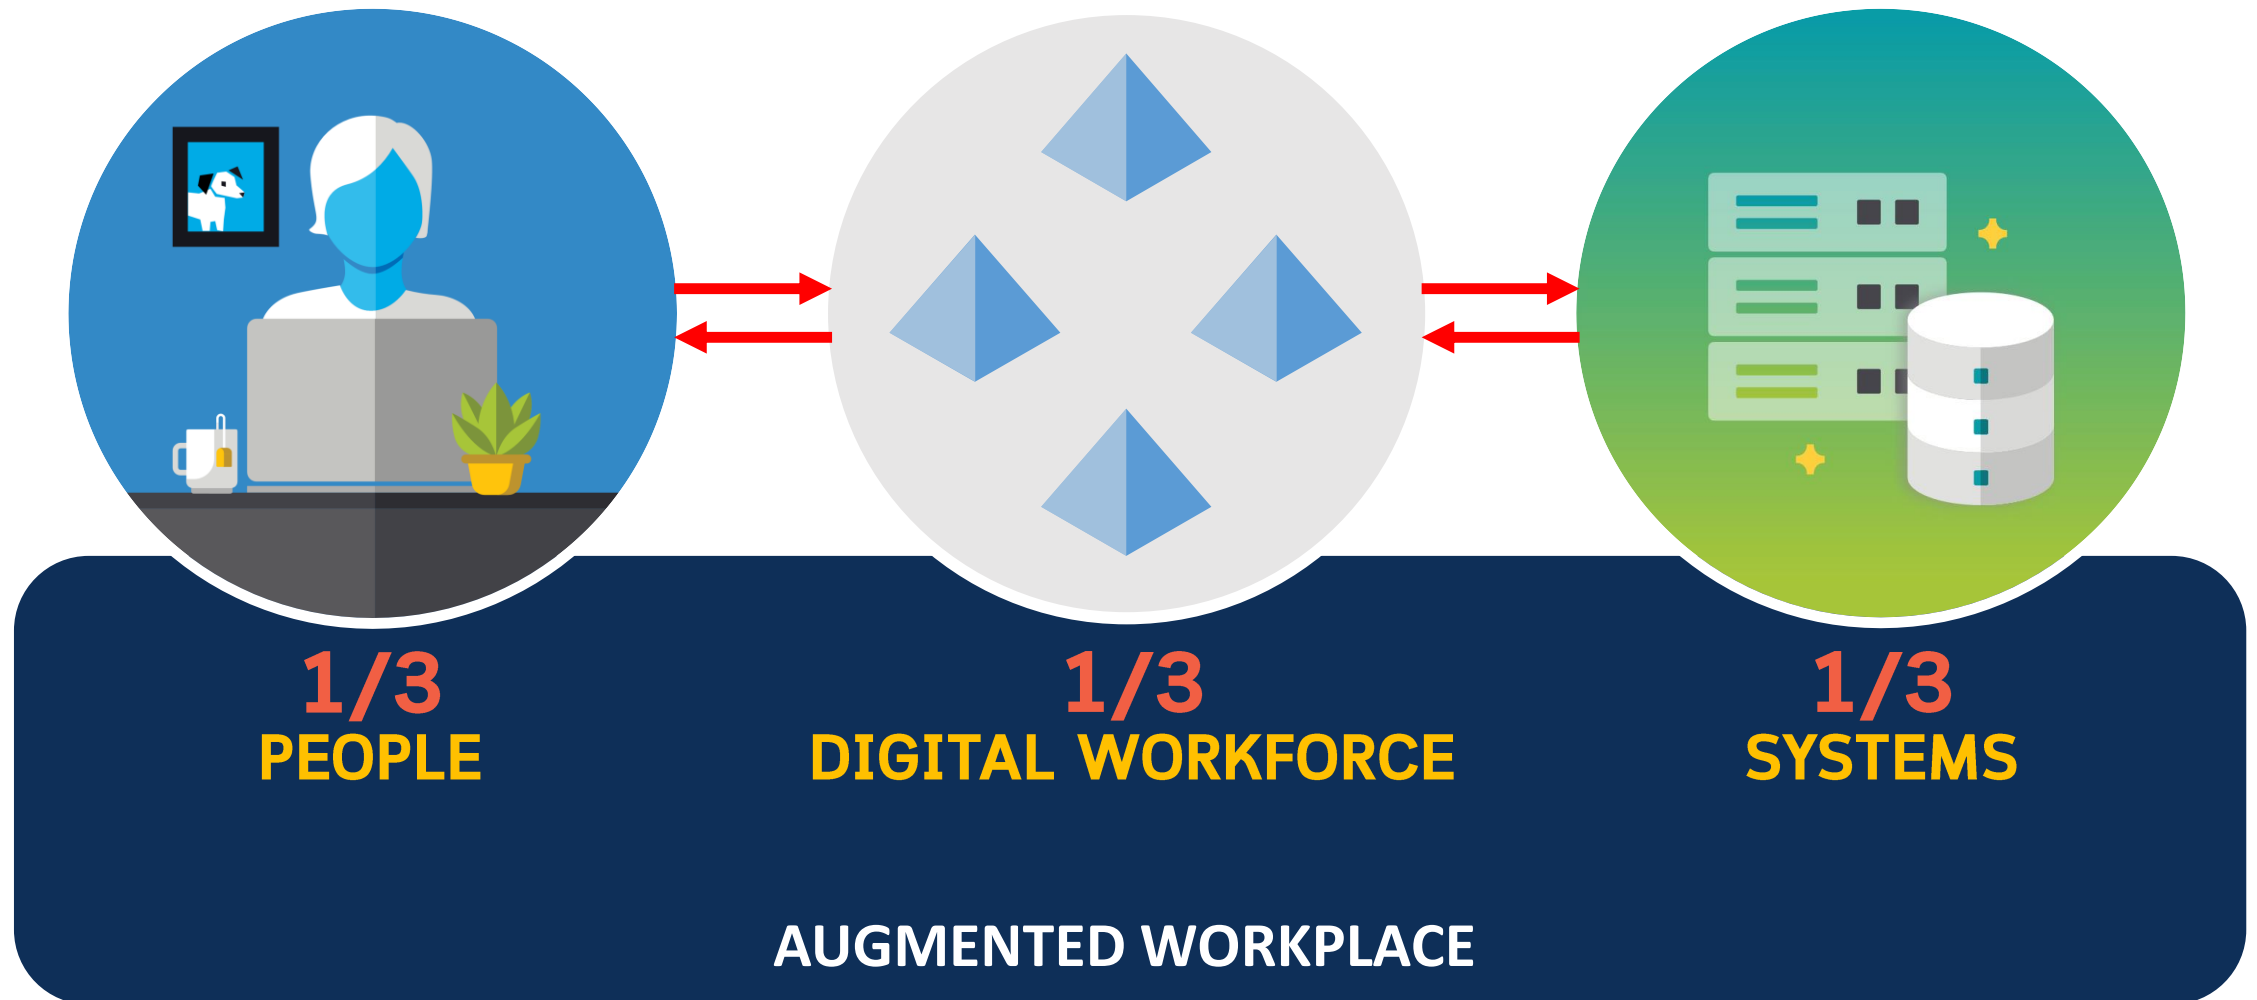 1/3
PEOPLE
1/3
DIGITAL WORKFORCE
1/3
SYSTEMS
AUGMENTED WORKPLACE